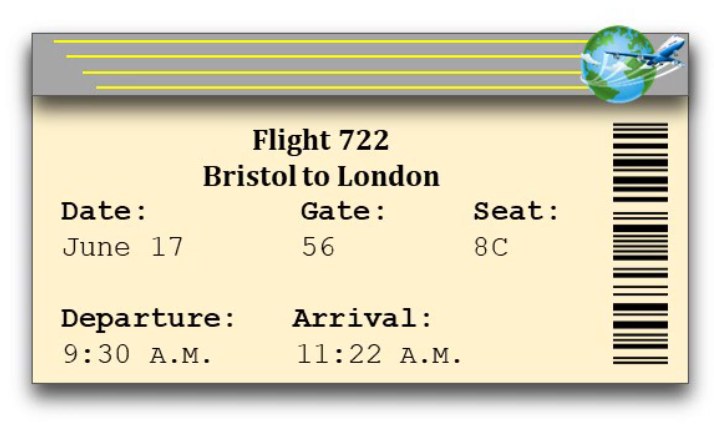 Flight 722
Bristol to London
Date: Gate: Seat:
June 17 56 8C
Departure: Arrival:
9:30 A.M. 11:22 A.M.